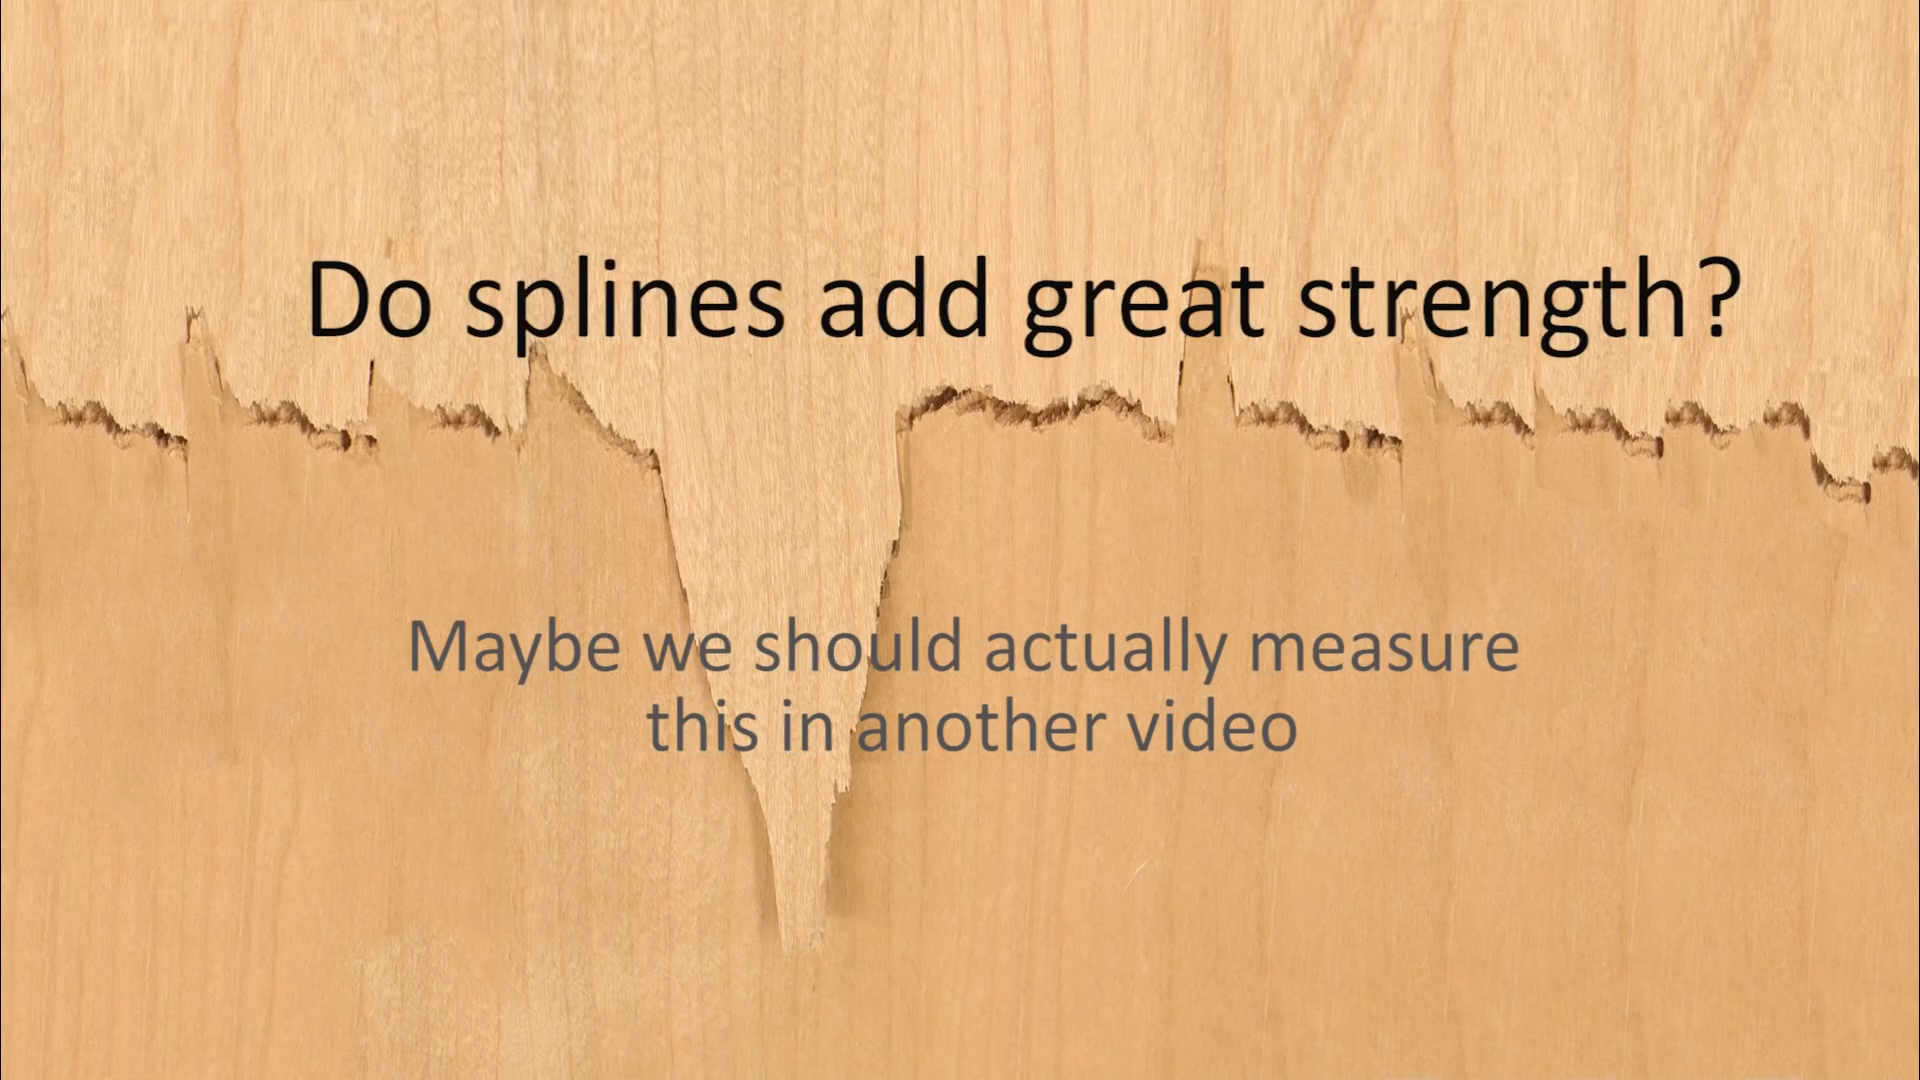 Do splines add great strength?
Maybe we should actually measure
this in another video